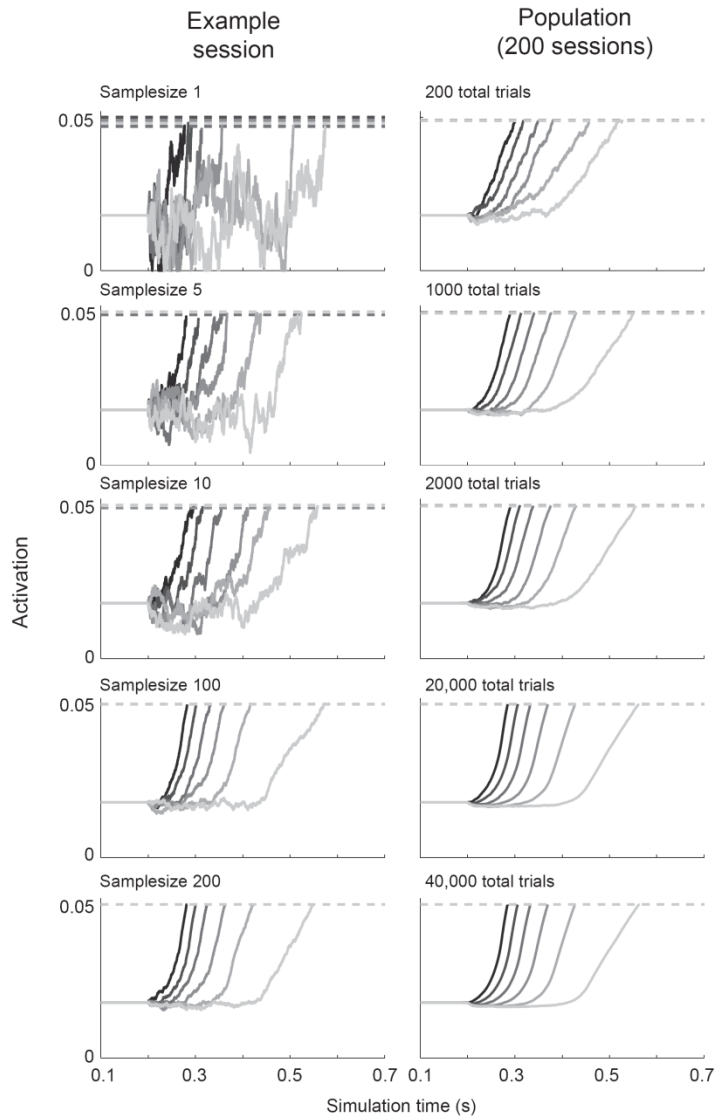 Example
session
Population
(200 sessions)
Samplesize 1
200 total trials
0.05
0
Samplesize 5
1000 total trials
0.05
0
Samplesize 10
2000 total trials
0.05
0
Activation
Samplesize 100
20,000 total trials
0.05
0
Samplesize 200
40,000 total trials
0.05
0
0.1 0.3 0.5 0.7 0.1 0.3 0.5 0.7
Simulation time (s)